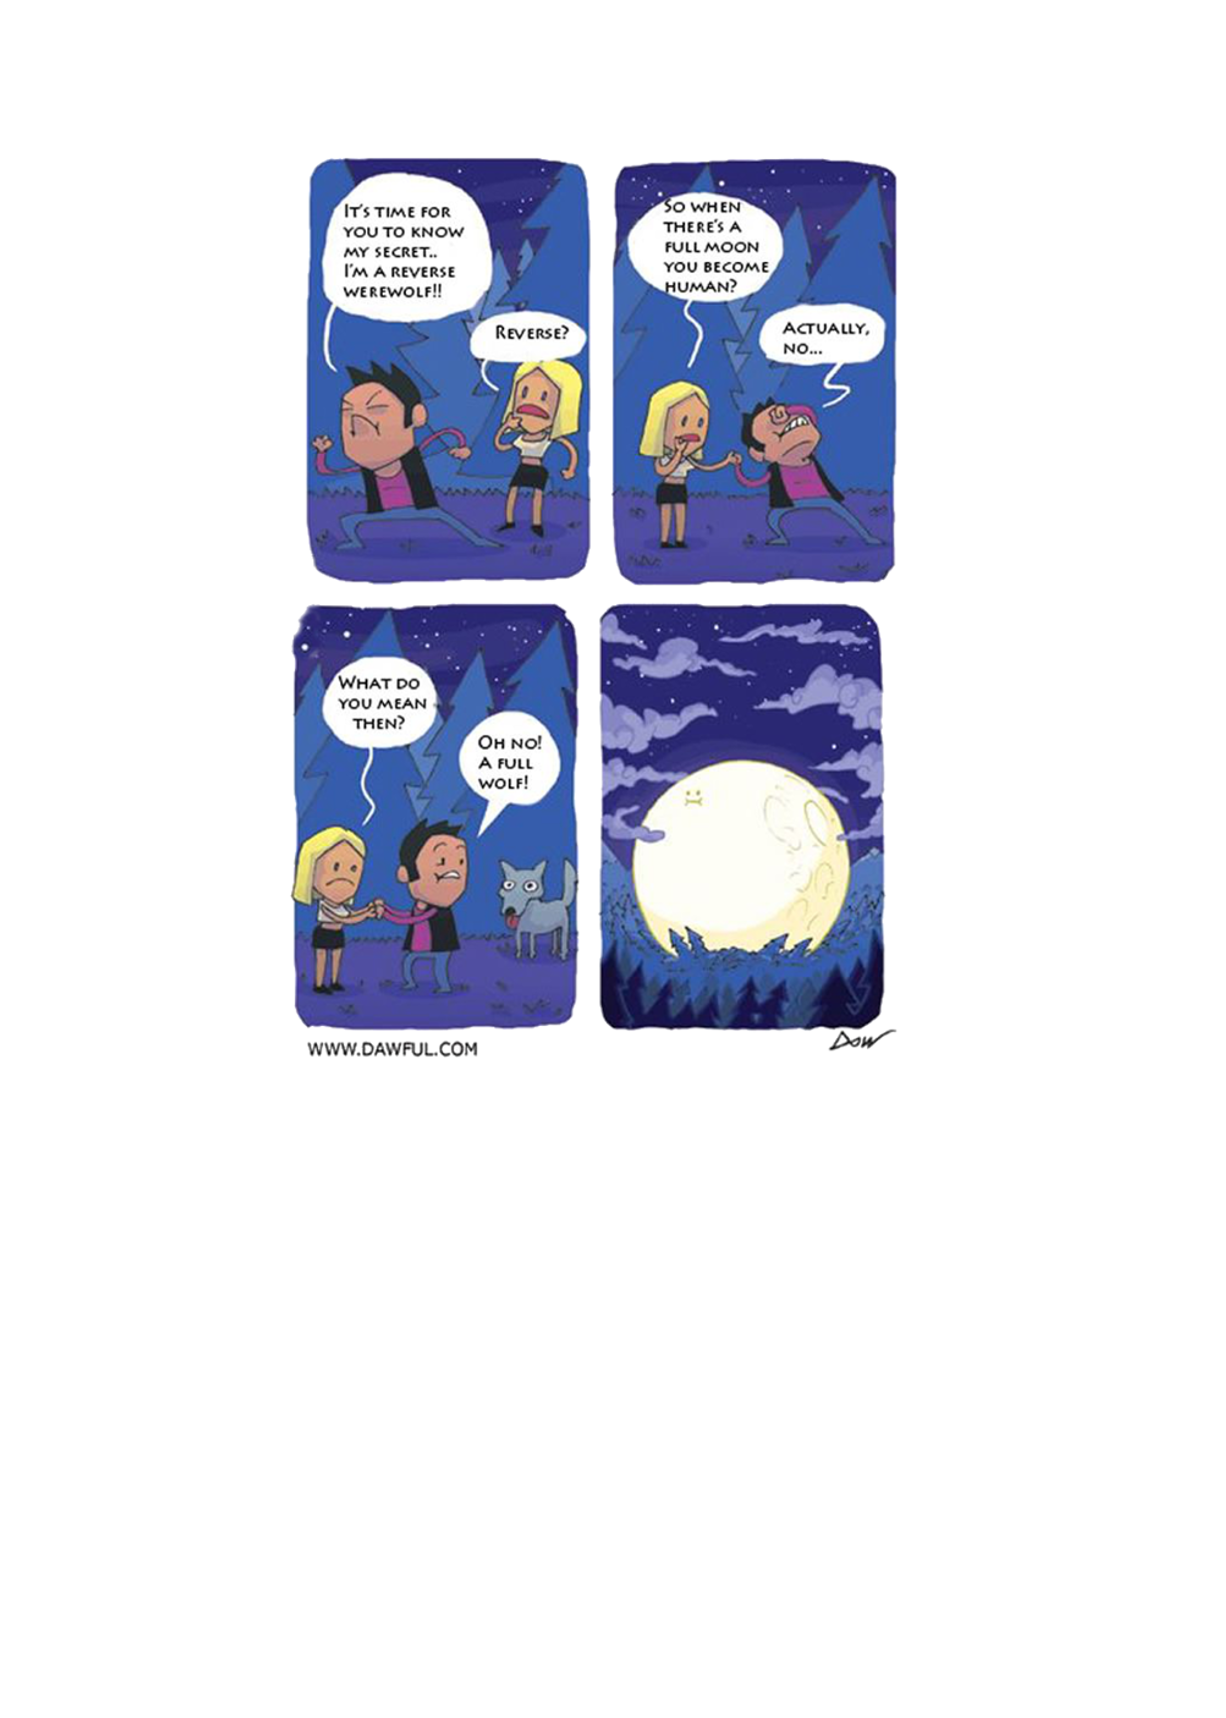 It's time for
you to know
my secret..
I'm a reverse
werewolf!!
Reverse?
So when
there's a
full moon
you become
human?
Actually,
no...
What do
you mean
then?
Oh no!
A full
wolf!
WWW.DAWFUL.COM
Dow